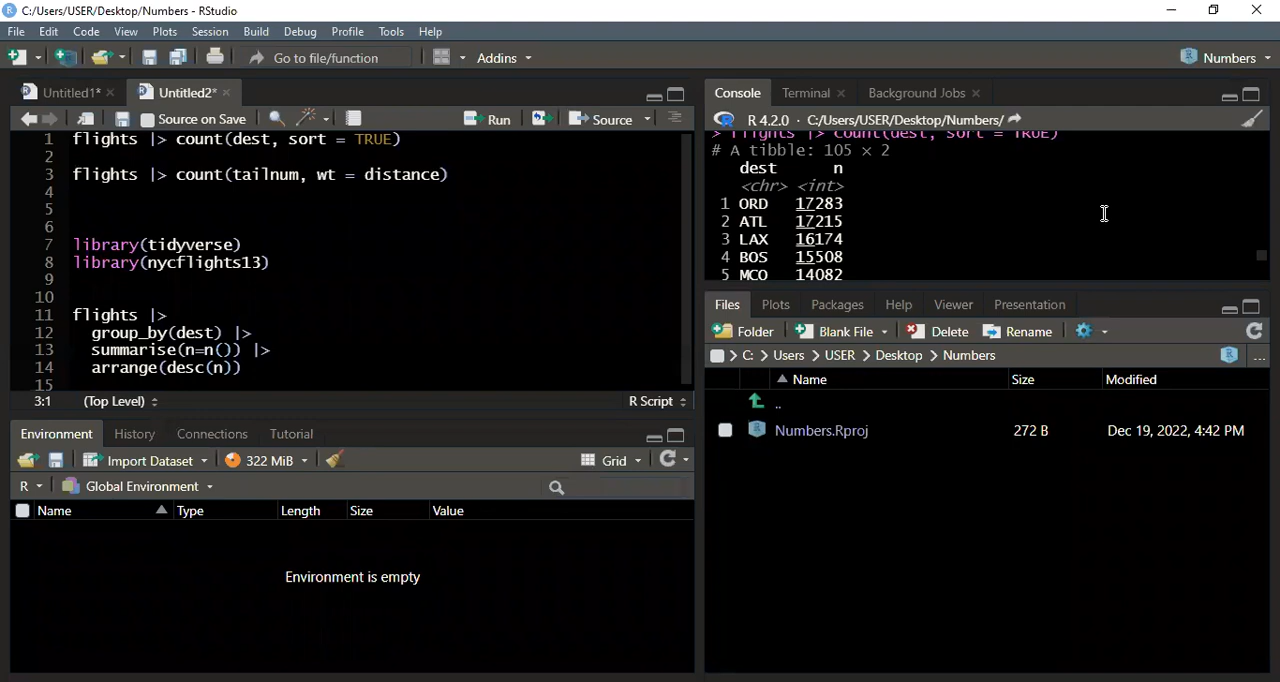 C:/Users/USER/Desktop/Numbers - RStudio
File Edit Code View Plots Session Build Debug Profile Tools Help
Go to file/function Addins Numbers
Untitled1* Untitled2*
Source on Save Run Source
1 flights |> count(dest, sort = TRUE)
2
3 flights |> count(tailnum, wt = distance)
4
5
6
7 library(tidyverse)
8 library(nycflights13)
9
10
11 flights |>
12 group_by(dest) |>
13 summarise(n=n()) |>
14 arrange(desc(n))
15
3:1 (Top Level) R Script
Environment History Connections Tutorial
Import Dataset 322 MiB Grid
R Global Environment
Name Type Length Size Value
Environment is empty
Console Terminal Background Jobs
R 4.2.0 · C:/Users/USER/Desktop/Numbers/
> flights |> count(dest, sort = TRUE)
# A tibble: 105 × 2
dest n
<chr> <int>
1 ORD 17283
2 ATL 17215
3 LAX 16174
4 BOS 15508
5 MCO 14082
Files Plots Packages Help Viewer Presentation
Folder Blank File Delete Rename
C: Users USER Desktop Numbers ...
Name Size Modified
..
Numbers.Rproj 272 B Dec 19, 2022, 4:42 PM